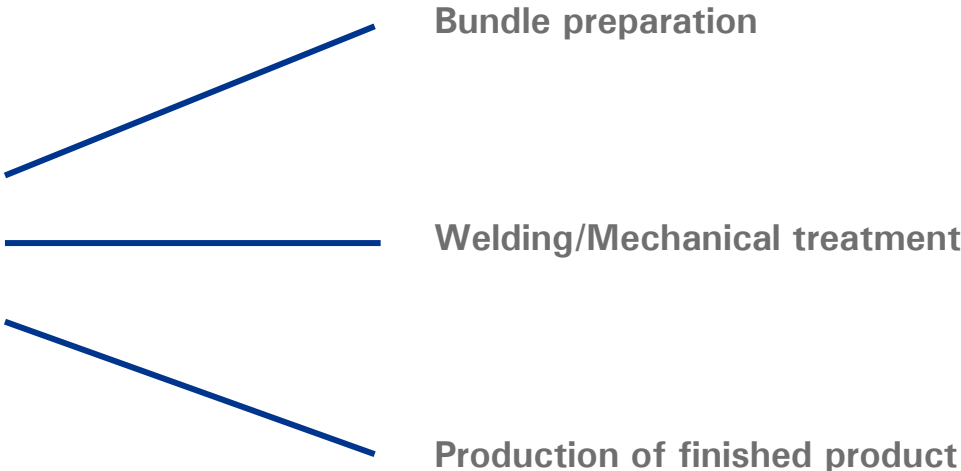 Bundle preparation
Welding/Mechanical treatment
Production of finished product